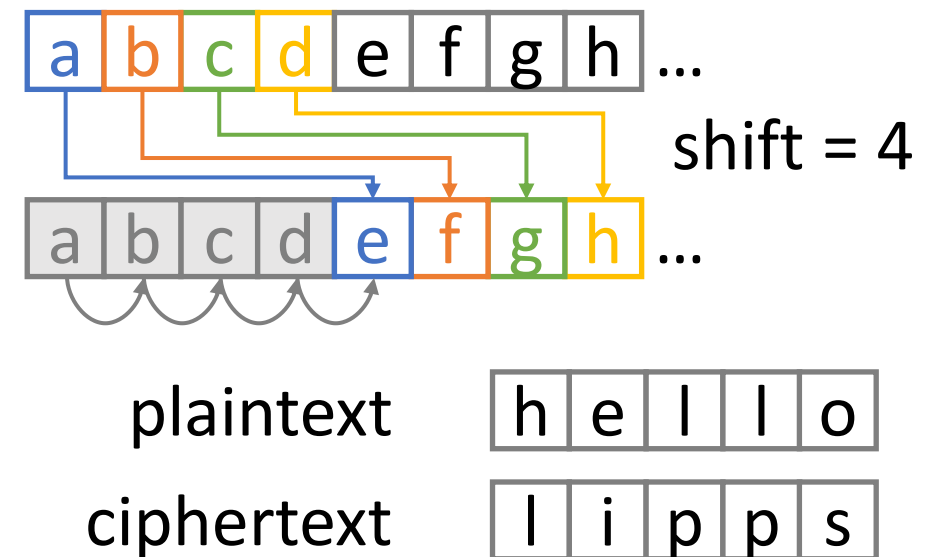 a b c d e f g h ...
shift = 4
a b c d e f g h ...
plaintext h e l l o
ciphertext l i p p s